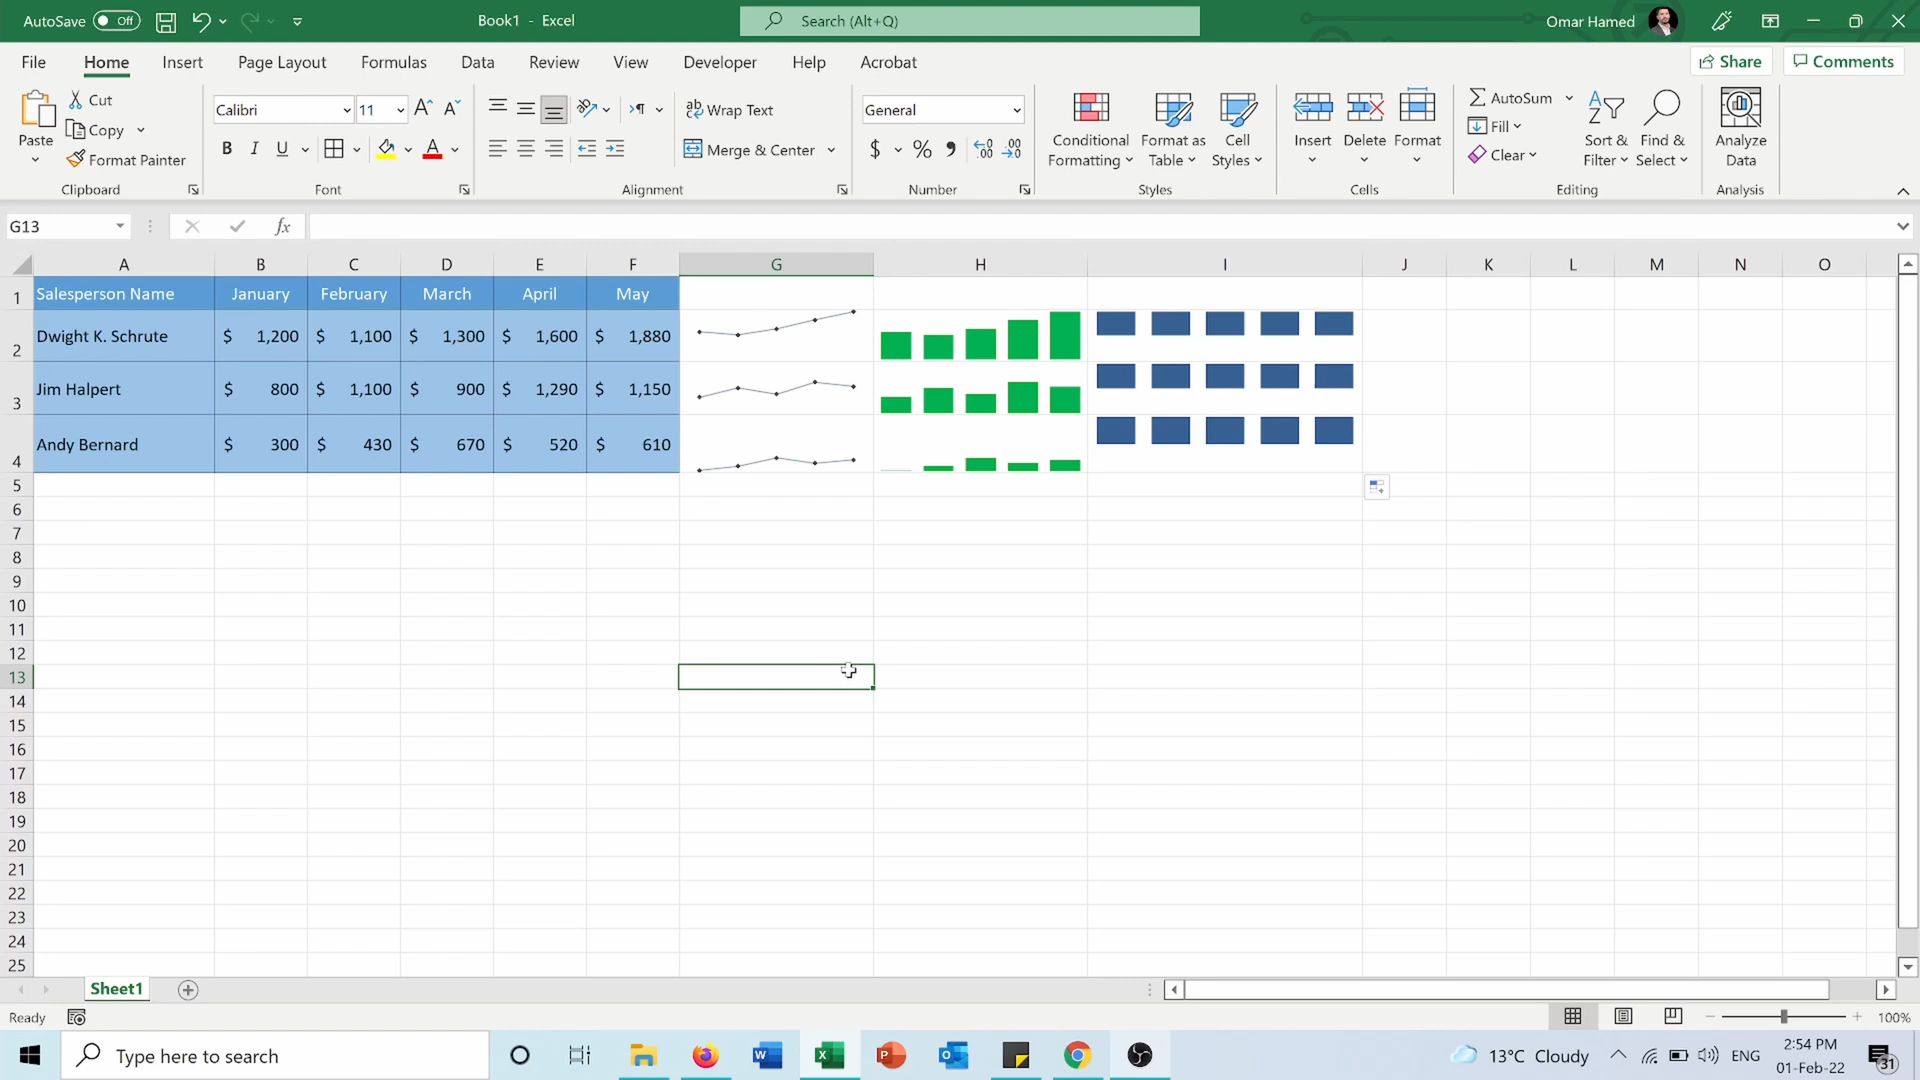 AutoSave Off Book1 - Excel Search (Alt+Q) Omar Hamed
File Home Insert Page Layout Formulas Data Review View Developer Help Acrobat Share Comments
Paste Cut Copy Format Painter Clipboard
Calibri 11 B I U A Font
Wrap Text Merge & Center Alignment
General $ % Number
Conditional Formatting Format as Table Cell Styles Styles
Insert Delete Format Cells
AutoSum Fill Clear Sort & Filter Find & Select Editing
Analyze Data Analysis
G13 fx
A B C D E F G H I J K L M N O
1 Salesperson Name January February March April May
2 Dwight K. Schrute $ 1,200 $ 1,100 $ 1,300 $ 1,600 $ 1,880
3 Jim Halpert $ 800 $ 1,100 $ 900 $ 1,290 $ 1,150
4 Andy Bernard $ 300 $ 430 $ 670 $ 520 $ 610
5
6
7
8
9
10
11
12
13
14
15
16
17
18
19
20
21
22
23
24
25
Sheet1
Ready 100%
Type here to search 13°C Cloudy ENG 2:54 PM
01-Feb-22 31